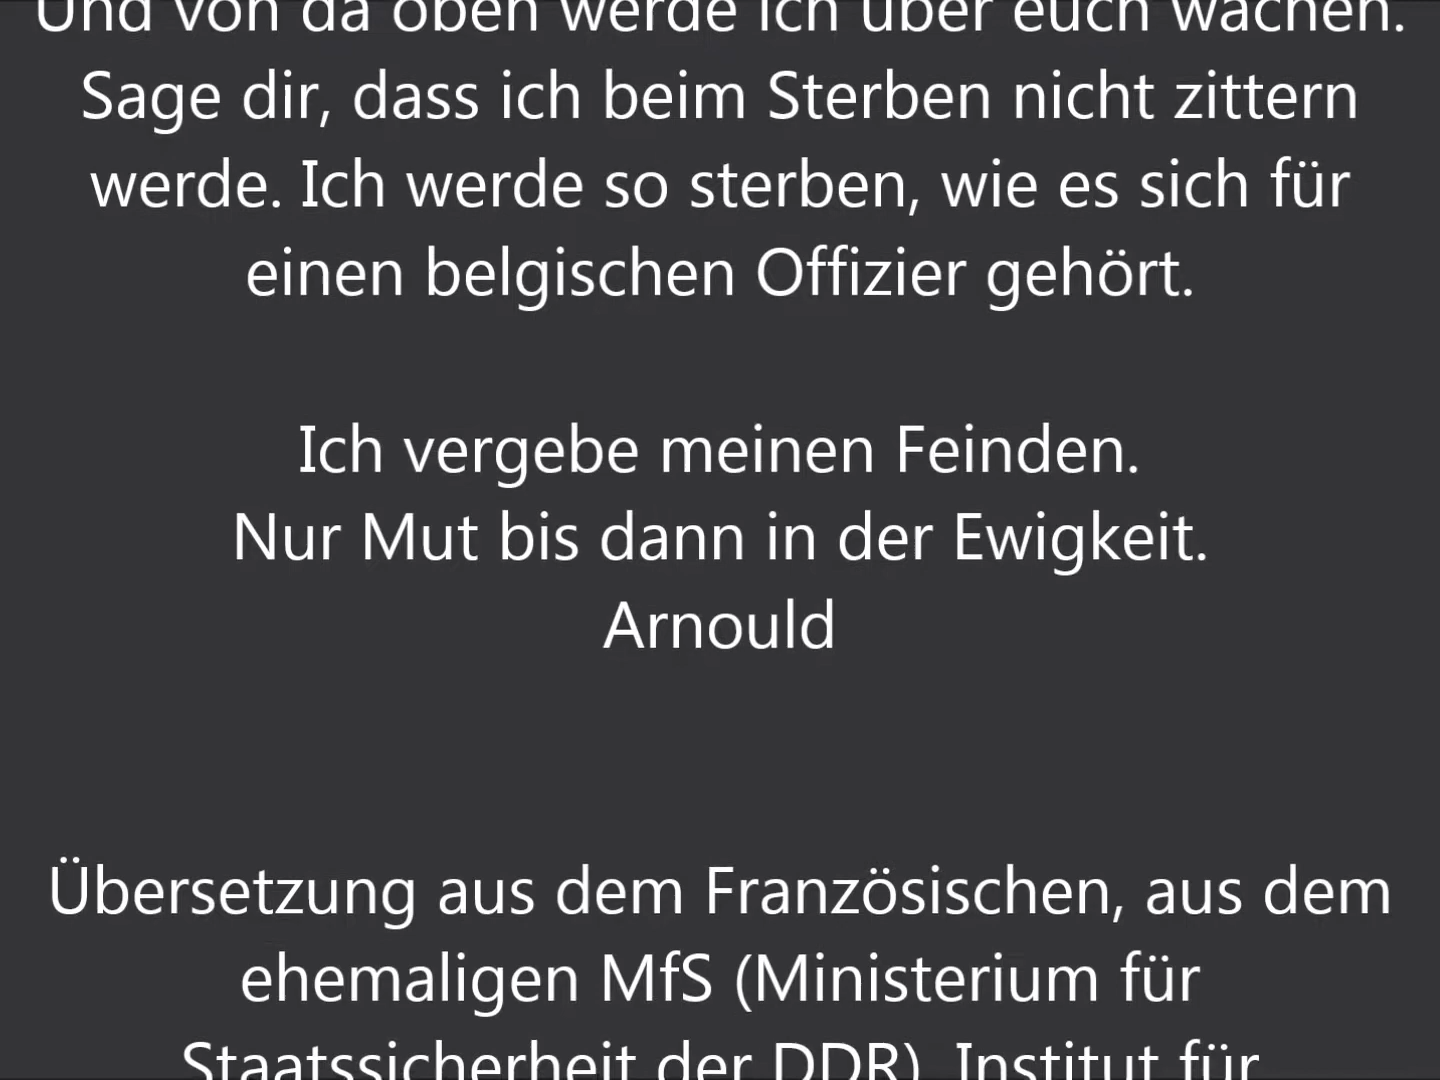 Und von da oben werde ich über euch wachen.
Sage dir, dass ich beim Sterben nicht zittern
werde. Ich werde so sterben, wie es sich für
einen belgischen Offizier gehört.
Ich vergebe meinen Feinden.
Nur Mut bis dann in der Ewigkeit.
Arnould
Übersetzung aus dem Französischen, aus dem
ehemaligen MfS (Ministerium für
Staatssicherheit der DDR), Institut für